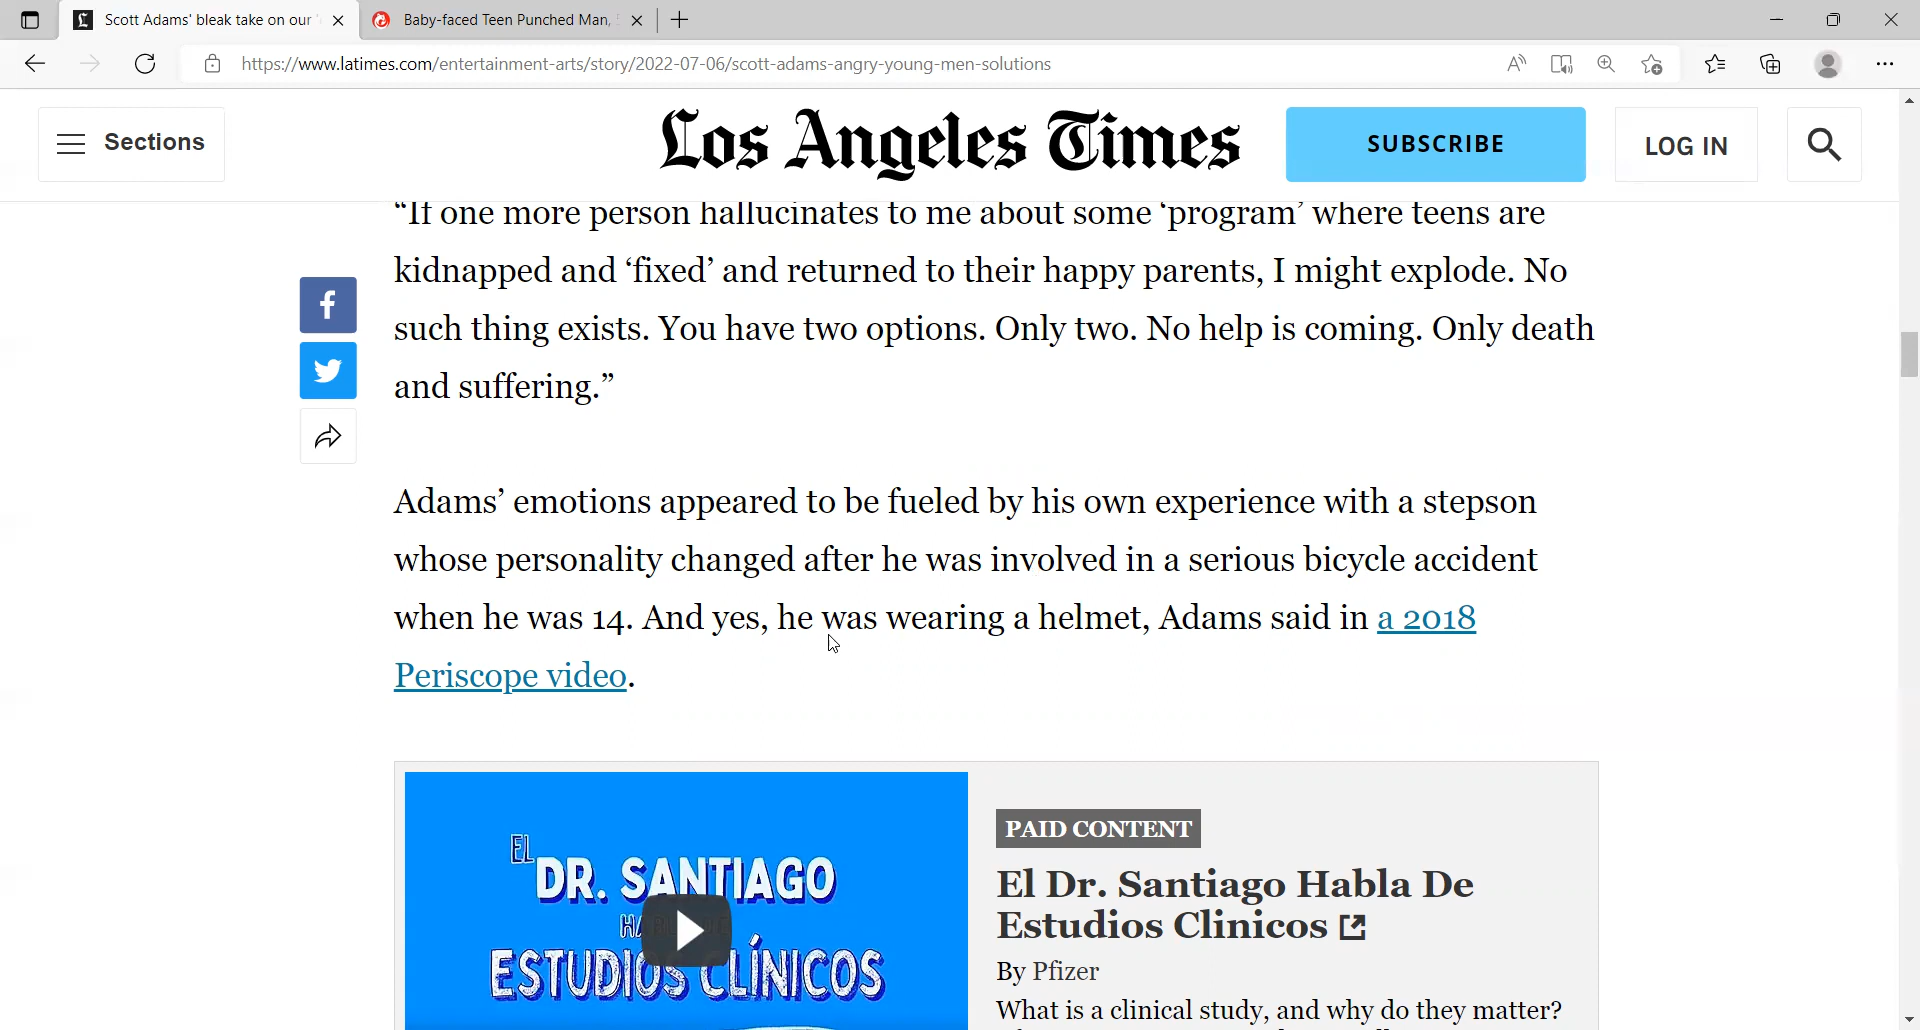 Scott Adams' bleak take on our '
Baby-faced Teen Punched Man,
https://www.latimes.com/entertainment-arts/story/2022-07-06/scott-adams-angry-young-men-solutions
Sections
Los Angeles Times
SUBSCRIBE
LOG IN
“If one more person hallucinates to me about some ‘program’ where teens are
kidnapped and ‘fixed’ and returned to their happy parents, I might explode. No
such thing exists. You have two options. Only two. No help is coming. Only death
and suffering.”
Adams’ emotions appeared to be fueled by his own experience with a stepson
whose personality changed after he was involved in a serious bicycle accident
when he was 14. And yes, he was wearing a helmet, Adams said in a 2018
Periscope video.
EL
DR. SANTIAGO
ESTUDIOS CLÍNICOS
PAID CONTENT
El Dr. Santiago Habla De
Estudios Clinicos
By Pfizer
What is a clinical study, and why do they matter?